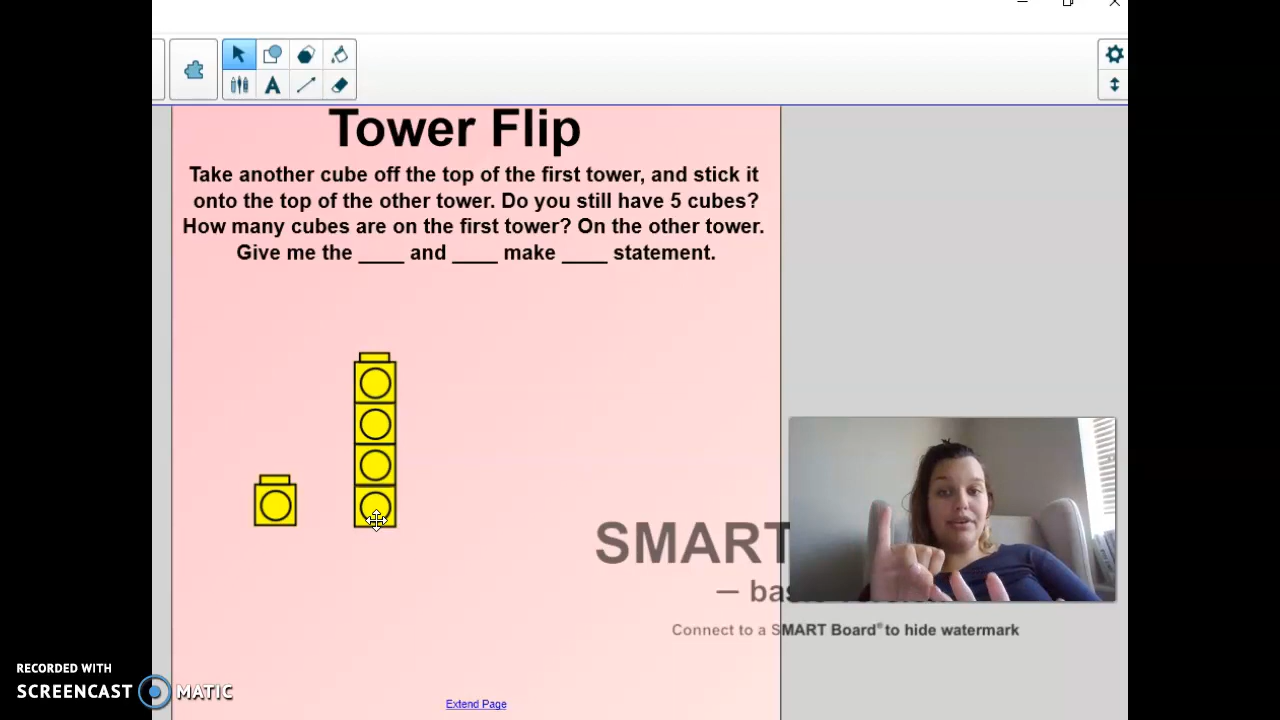 Tower Flip
Take another cube off the top of the first tower, and stick it
onto the top of the other tower. Do you still have 5 cubes?
How many cubes are on the first tower? On the other tower.
Give me the ____ and ____ make ____ statement.
SMART
— ba
Connect to a SMART Board® to hide watermark
RECORDED WITH
SCREENCAST MATIC
Extend Page